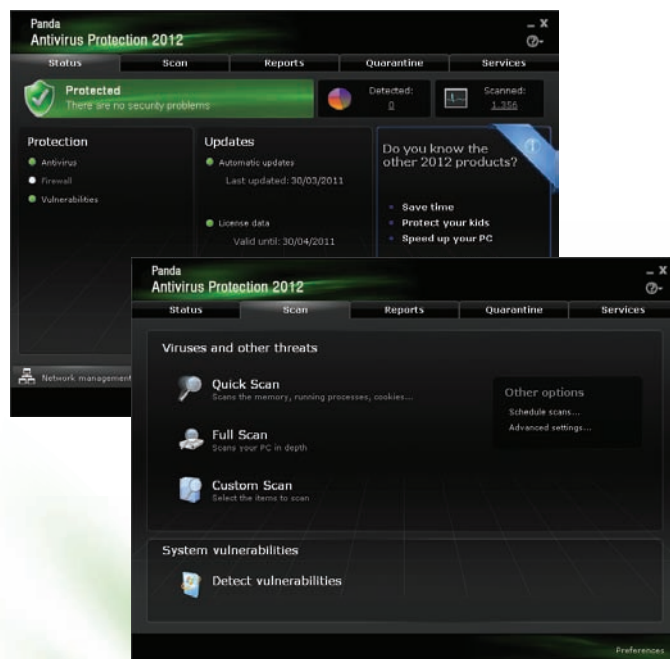 Panda
Antivirus Protection 2012
Status Scan Reports Quarantine Services
Protected
There are no security problems
Detected:
0
Scanned:
1.356
Protection
Antivirus
Firewall
Vulnerabilities
Updates
Automatic updates
Last updated: 30/03/2011
License data
Valid until: 30/04/2011
Do you know the
other 2012 products?
Save time
Protect your kids
Speed up your PC
Network management
Panda
Antivirus Protection 2012
Status Scan Reports Quarantine Services
Viruses and other threats
Quick Scan
Scans the memory, running processes, cookies...
Full Scan
Scans your PC in depth
Custom Scan
Select the items to scan
Other options
Schedule scans...
Advanced settings...
System vulnerabilities
Detect vulnerabilities
Preferences